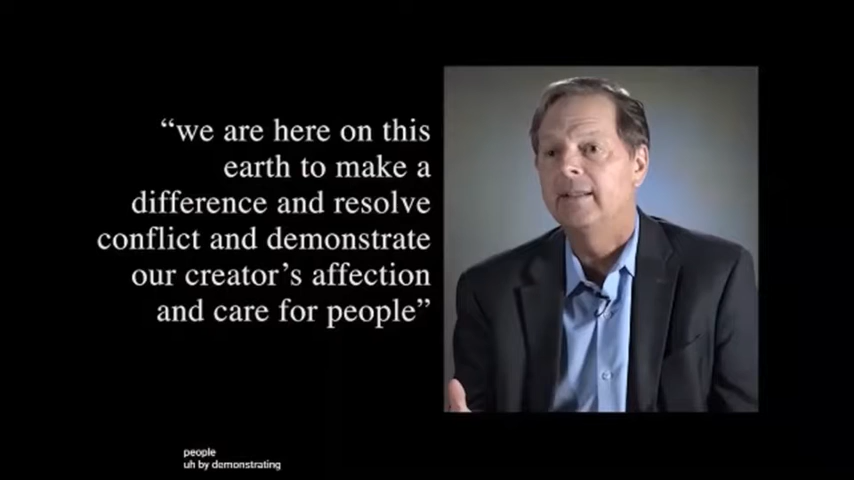 “we are here on this
earth to make a
difference and resolve
conflict and demonstrate
our creator’s affection
and care for people”
people
uh by demonstrating